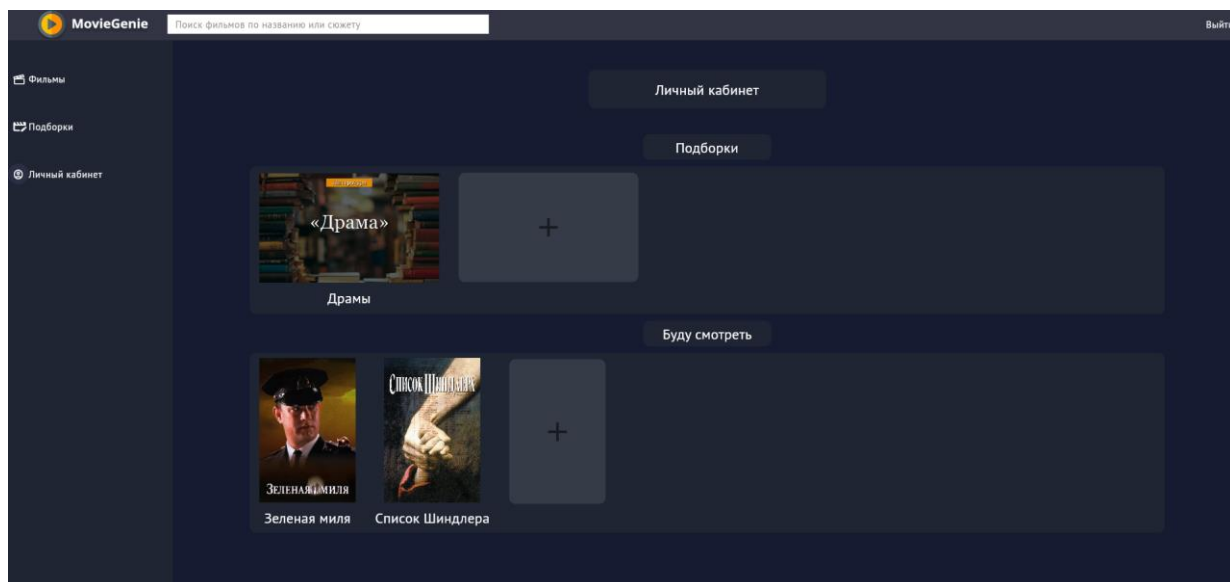 MovieGenie
Поиск фильмов по названию или сюжету
Выйти
Фильмы
Подборки
Личный кабинет
Личный кабинет
Подборки
«Драма»
+
Драмы
Буду смотреть
ЗЕЛЕНАЯ МИЛЯ
СПИСОК ШИНДЛЕРА
+
Зеленая миля
Список Шиндлера